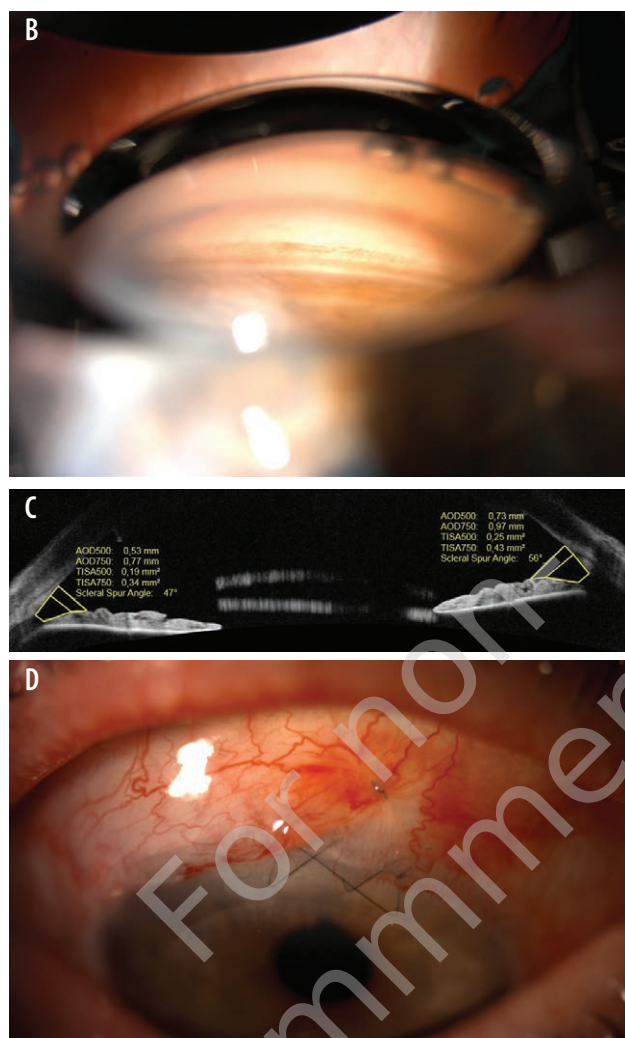 B
C
AOD500: 0,53 mm
AOD750: 0,77 mm
TISA500: 0,19 mm²
TISA750: 0,34 mm²
Scleral Spur Angle: 47°
AOD500: 0,73 mm
AOD750: 0,97 mm
TISA500: 0,25 mm²
TISA750: 0,43 mm²
Scleral Spur Angle: 56°
D
For non